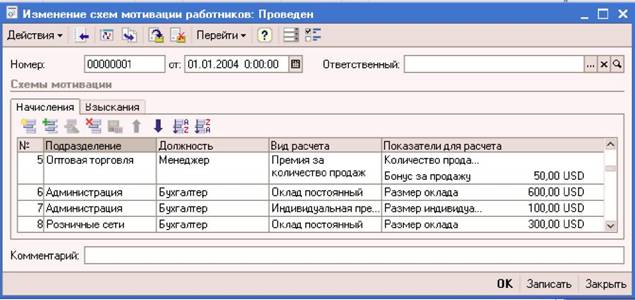 Изменение схем мотивации работников: Проведен
Действия Перейти ?
Номер: 00000001 от: 01.01.2004 0:00:00 Ответственный: ...
Схемы мотивации
Начисления Взыскания
№ Подразделение Должность Вид расчета Показатели для расчета
5 Оптовая торговля Менеджер Премия за Количество прода...
количество продаж Бонус за продажу 50,00 USD
6 Администрация Бухгалтер Оклад постоянный Размер оклада 600,00 USD
7 Администрация Бухгалтер Индивидуальная пре... Размер индивидуа... 100,00 USD
8 Розничные сети Бухгалтер Оклад постоянный Размер оклада 300,00 USD
Комментарий:
OK Записать Закрыть